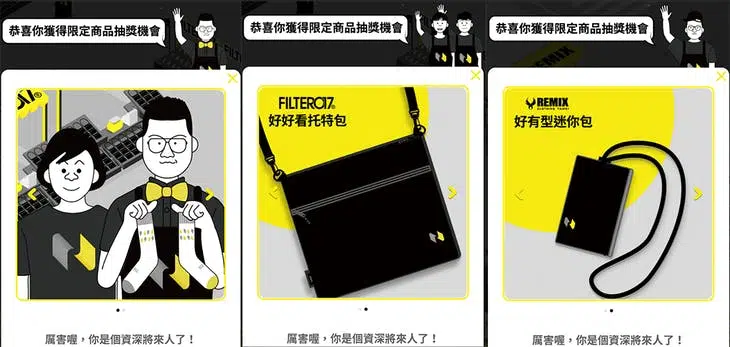 恭喜你獲得限定商品抽獎機會
厲害喔，你是個資深將來人了！
恭喜你獲得限定商品抽獎機會
FILTER017®
好好看托特包
厲害喔，你是個資深將來人了！
恭喜你獲得限定商品抽獎機會
REMIX
好有型迷你包
厲害喔，你是個資深將來人了！